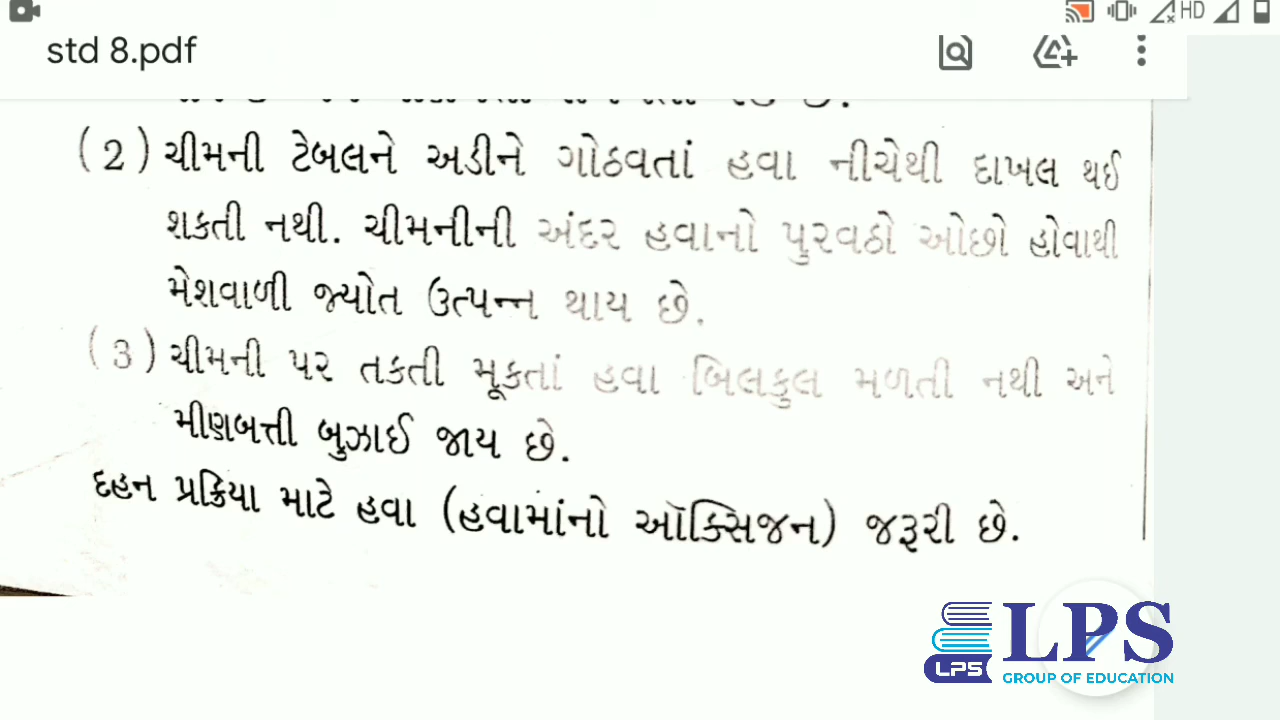 HD
std 8.pdf
(2) ચીમની ટેબલને અડીને ગોઠવતાં હવા નીચેથી દાખલ થઈ
શકતી નથી. ચીમનીની અંદર હવાનો પુરવઠો ઓછો હોવાથી
મેશવાળી જ્યોત ઉત્પન્ન થાય છે.
(3) ચીમની પર તકતી મૂકતાં હવા બિલકુલ મળતી નથી અને
મીણબત્તી બુઝાઈ જાય છે.
દહન પ્રક્રિયા માટે હવા (હવામાંનો ઑક્સિજન) જરૂરી છે.
LPS
LPS
GROUP OF EDUCATION